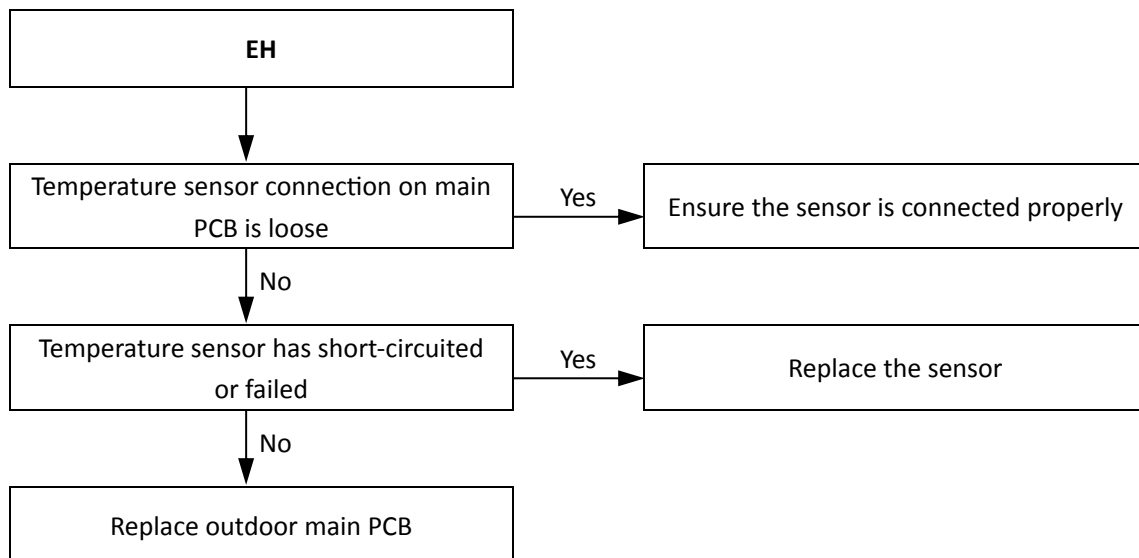 EH
Temperature sensor connection on main
PCB is loose
Yes
Ensure the sensor is connected properly
No
Temperature sensor has short-circuited
or failed
Yes
Replace the sensor
No
Replace outdoor main PCB